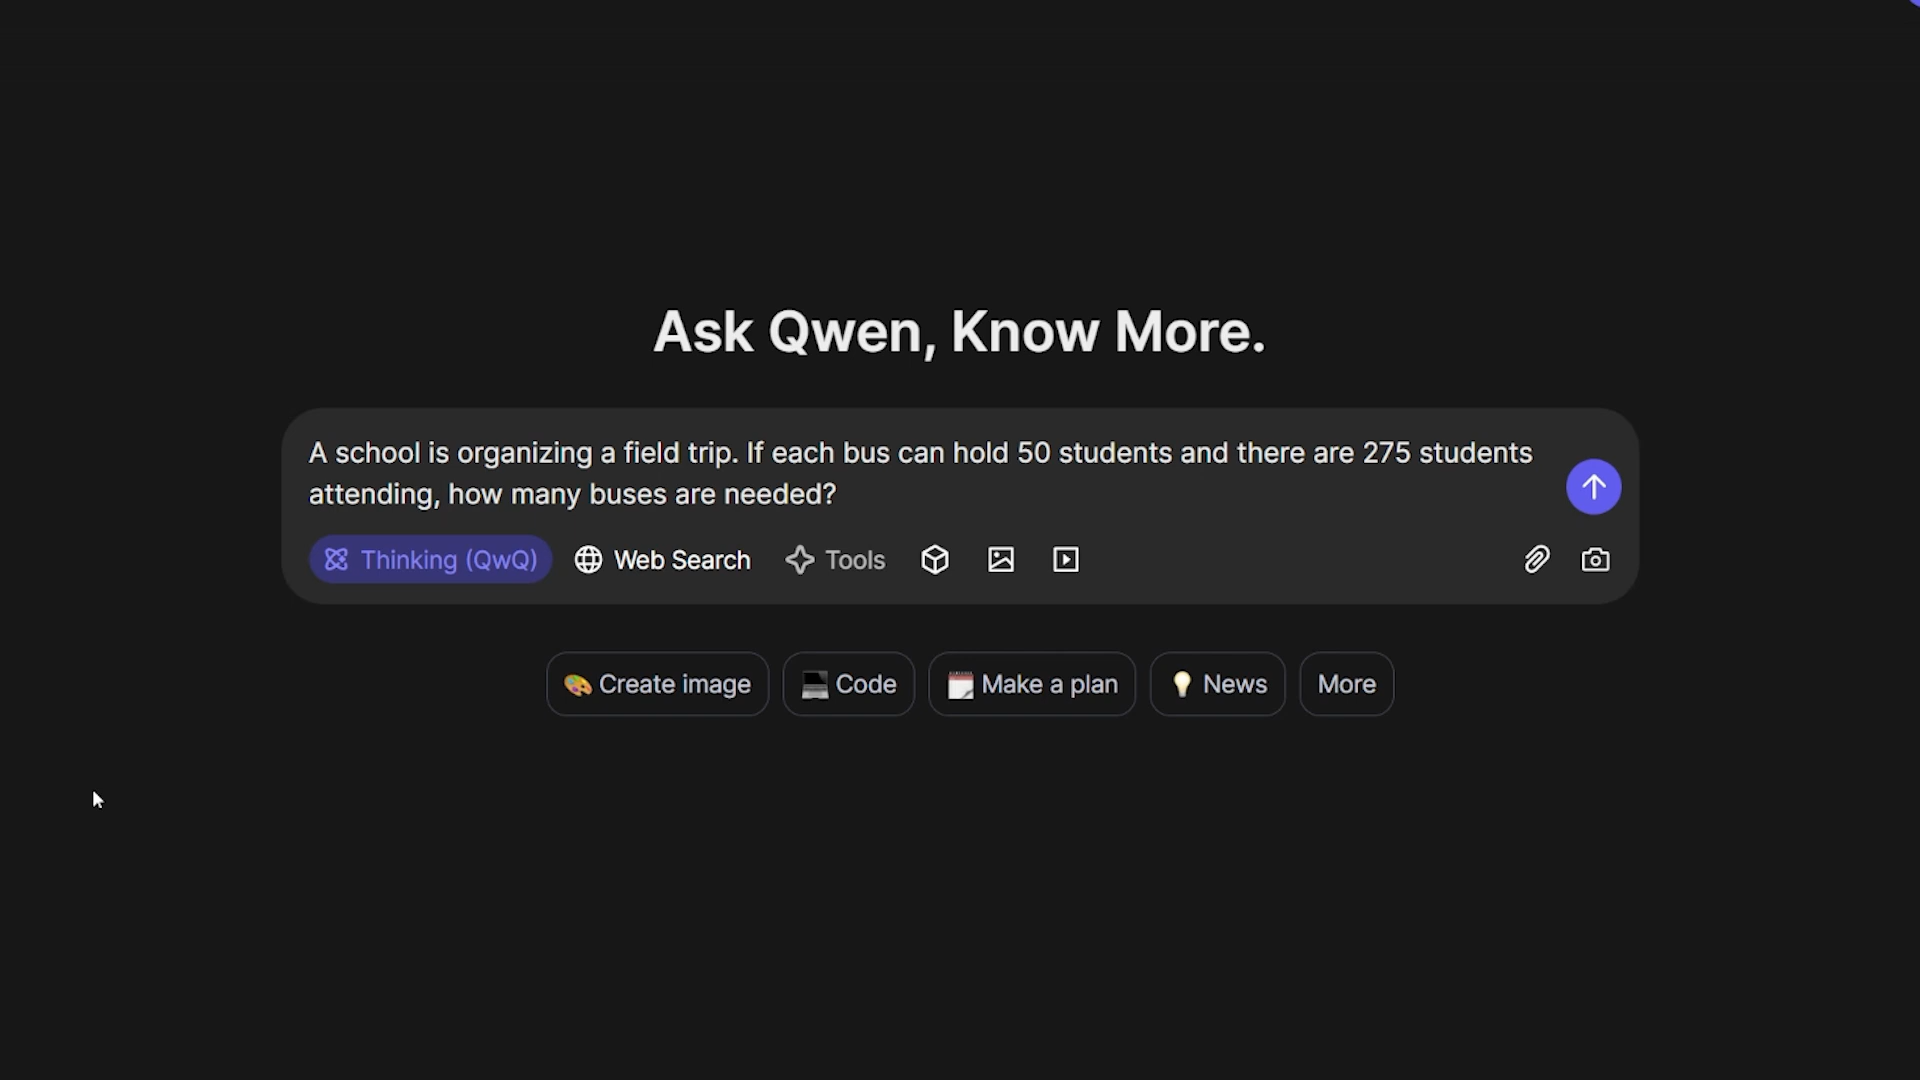 Ask Qwen, Know More.
A school is organizing a field trip. If each bus can hold 50 students and there are 275 students
attending, how many buses are needed?
Thinking (QwQ) Web Search Tools
Create image Code Make a plan News More